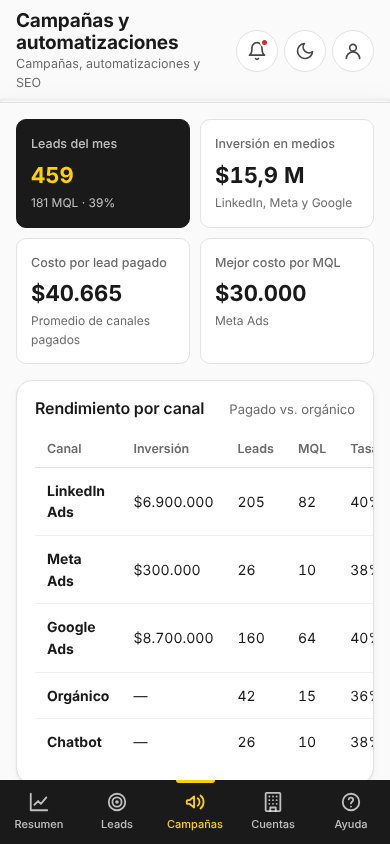 Campañas y
automatizaciones
Campañas, automatizaciones y
SEO
Leads del mes
459
181 MQL · 39%
Inversión en medios
$15,9 M
LinkedIn, Meta y Google
Costo por lead pagado
$40.665
Promedio de canales
pagados
Mejor costo por MQL
$30.000
Meta Ads
Rendimiento por canal Pagado vs. orgánico
Canal Inversión Leads MQL
LinkedIn
Ads
$6.900.000 205 82 40%
Meta
Ads
$300.000 26 10 38%
Google
Ads
$8.700.000 160 64 40%
Orgánico — 42 15 36%
Chatbot — 26 10 38%
Resumen Leads Campañas Cuentas Ayuda